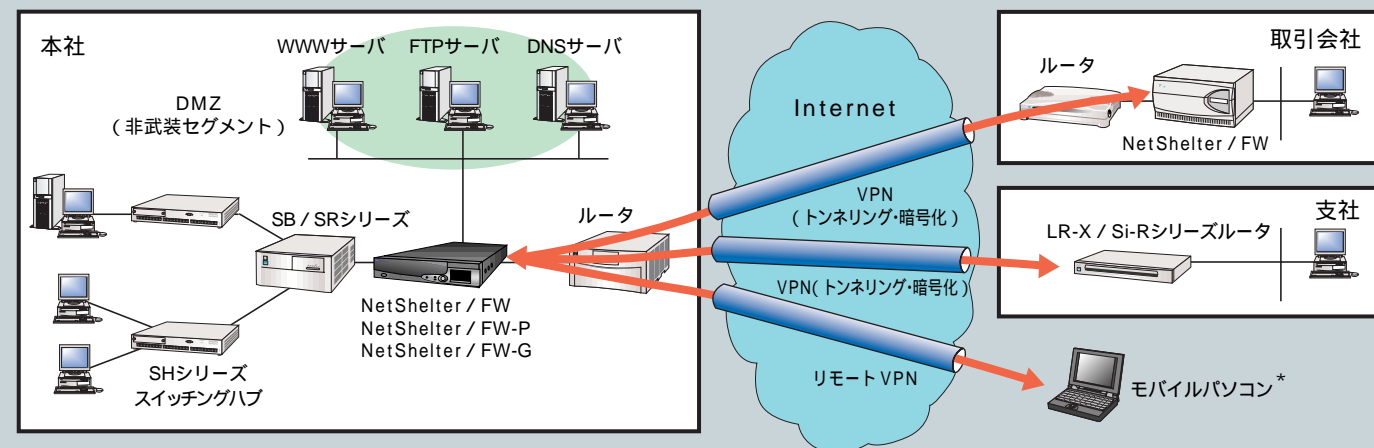 本社
WWWサーバ
FTPサーバ
DNSサーバ
DMZ
(非武装セグメント)
SB / SRシリーズ
ルータ
NetShelter / FW
NetShelter / FW-P
NetShelter / FW-G
SHシリーズ
スイッチングハブ
Internet
VPN
(トンネリング・暗号化)
VPN(トンネリング・暗号化)
リモート VPN
取引会社
ルータ
NetShelter / FW
支社
LR-X / Si-Rシリーズルータ
モバイルパソコン*